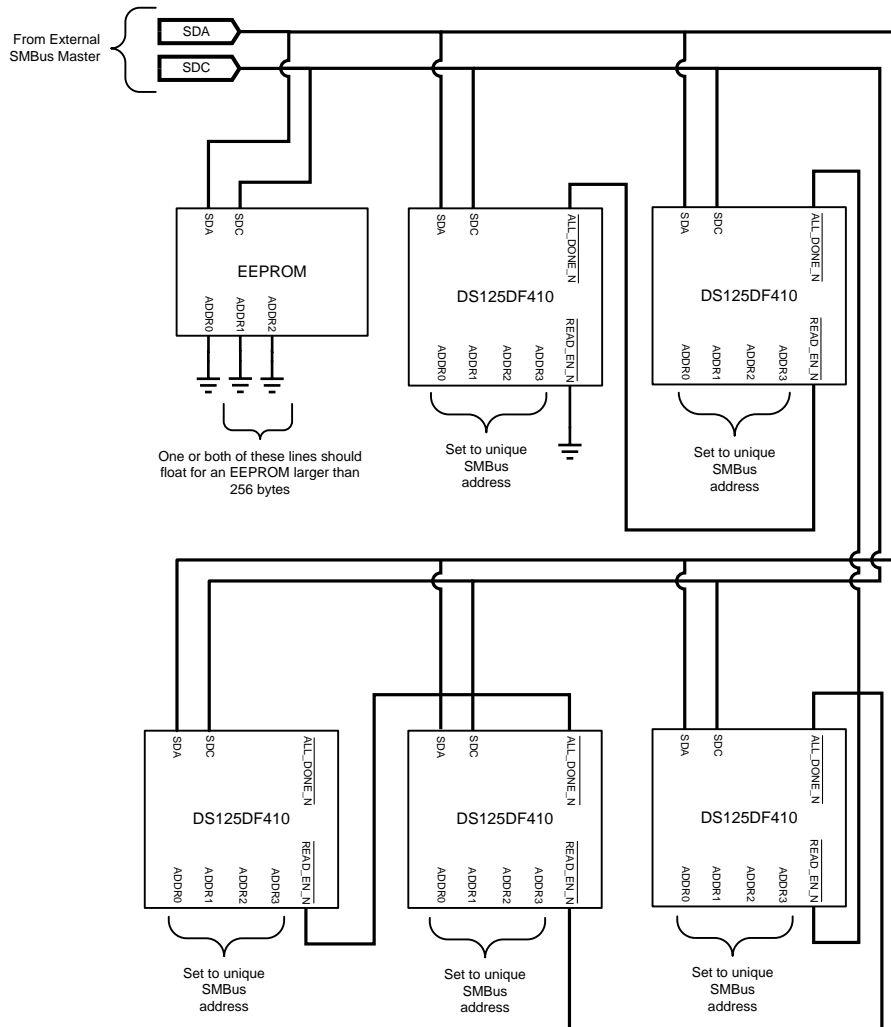 From External
SMBus Master
SDA
SDC
SDA
SDC
EEPROM
ADDR0
ADDR1
ADDR2
One or both of these lines should
float for an EEPROM larger than
256 bytes
SDA
SDC
ALL_DONE_N
DS125DF410
ADDR0
ADDR1
ADDR2
ADDR3
READ_EN_N
Set to unique
SMBus
address
SDA
SDC
ALL_DONE_N
DS125DF410
ADDR0
ADDR1
ADDR2
ADDR3
READ_EN_N
Set to unique
SMBus
address
SDA
SDC
ALL_DONE_N
DS125DF410
ADDR0
ADDR1
ADDR2
ADDR3
READ_EN_N
Set to unique
SMBus
address
SDA
SDC
ALL_DONE_N
DS125DF410
ADDR0
ADDR1
ADDR2
ADDR3
READ_EN_N
Set to unique
SMBus
address
SDA
SDC
ALL_DONE_N
DS125DF410
ADDR0
ADDR1
ADDR2
ADDR3
READ_EN_N
Set to unique
SMBus
address